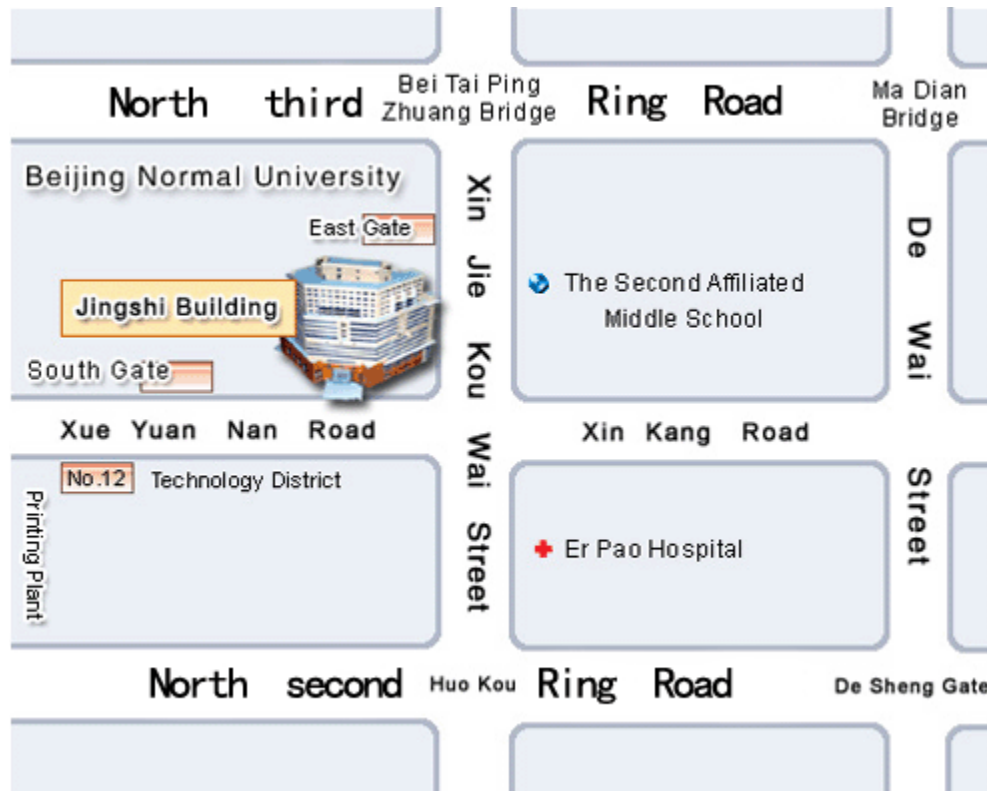 North third Bei Tai Ping Zhuang Bridge Ring Road
Ma Dian
Bridge
Beijing Normal University
East Gate
Jingshi Building
South Gate
Xin Jie Kou Wai Street
The Second Affiliated
Middle School
De Wai Street
Xue Yuan Nan Road
Xin Kang Road
No.12
Technology District
Printing Plant
Er Pao Hospital
North second Huo Kou Ring Road
De Sheng Gate